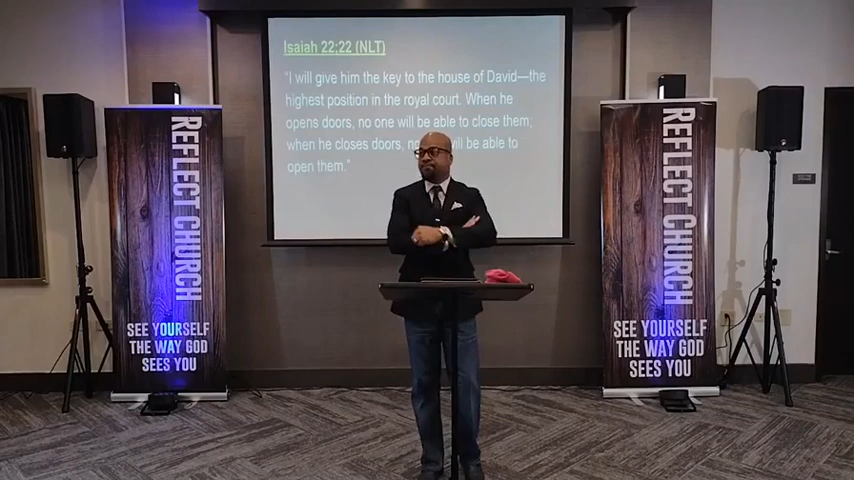 Isaiah 22;22 (NLT)
"I will give him the key to the house of David—the
highest position in the royal court. When he
opens doors, no one will be able to close them;
when he closes doors, no will be able to
open them."
REFLECT CHURCH
SEE YOURSELF
THE WAY GOD
SEES YOU
REFLECT CHURCH
SEE YOURSELF
THE WAY GOD
SEES YOU